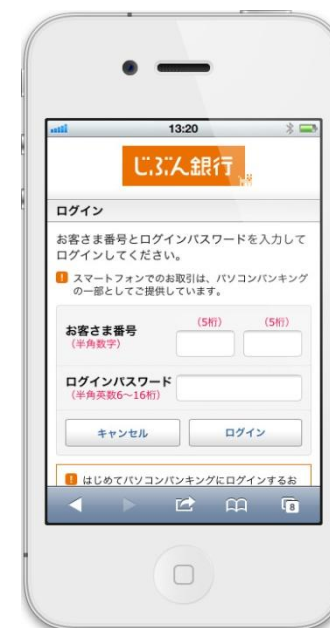 13:20
じぶん銀行
ログイン
お客さま番号とログインパスワードを入力して
ログインしてください。
! スマートフォンでのお取引は、パソコンバンキング
の一部としてご提供しています。
(5桁) (5桁)
お客さま番号
(半角数字)
ログインパスワード
(半角英数6~16桁)
キャンセル ログイン
! はじめてパソコンバンキングにログインするお
8